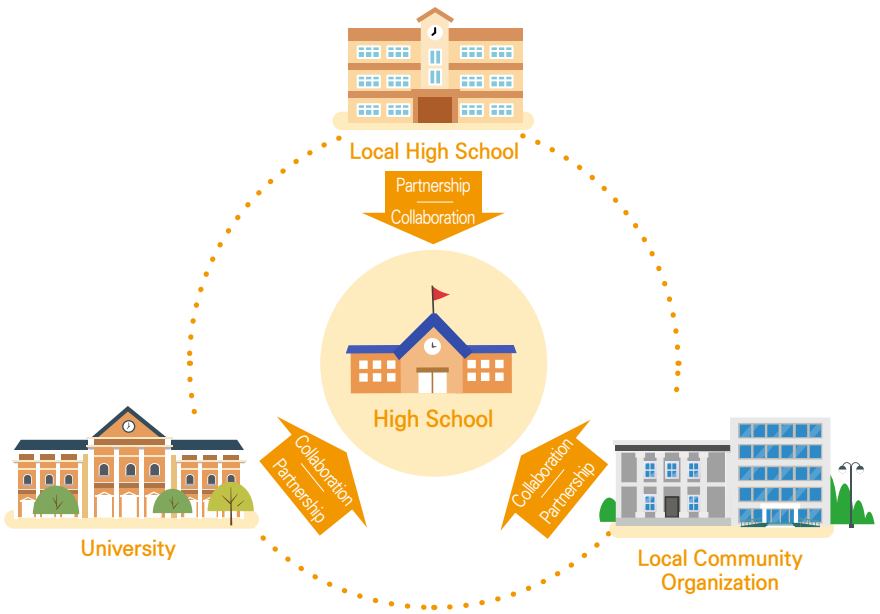 Local High School
Partnership
Collaboration
High School
Collaboration
Partnership
Collaboration
Partnership
University
Local Community
Organization